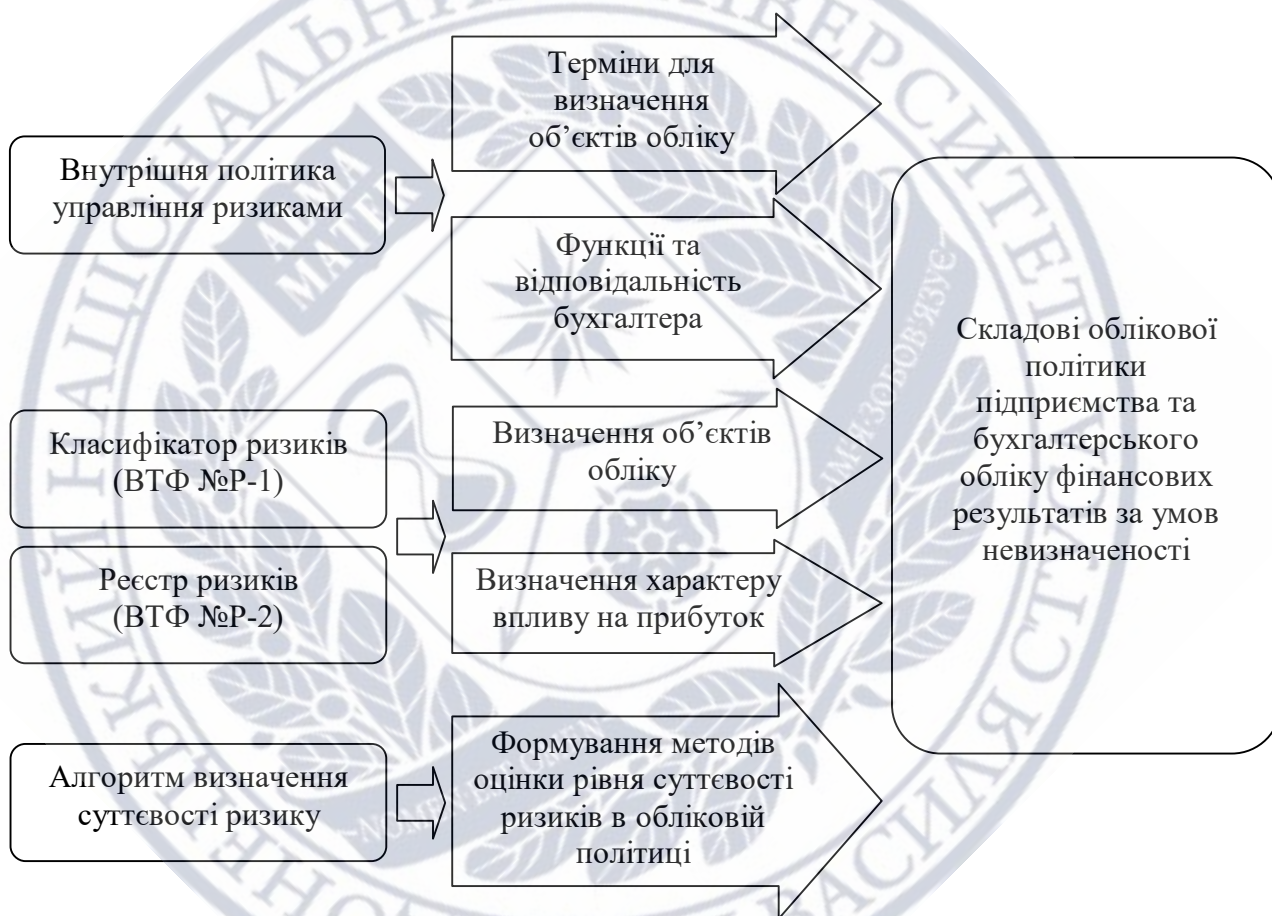 Терміни для
визначення
об’єктів обліку
Внутрішня політика
управління ризиками
Функції та
відповідальність
бухгалтера
Класифікатор ризиків
(ВТФ №Р-1)
Реєстр ризиків
(ВТФ №Р-2)
Визначення об’єктів
обліку
Визначення характеру
впливу на прибуток
Алгоритм визначення
суттєвості ризику
Формування методів
оцінки рівня суттєвості
ризиків в обліковій
політиці
Складові облікової
політики
підприємства та
бухгалтерського
обліку фінансових
результатів за умов
невизначеності
ALMA
MATER